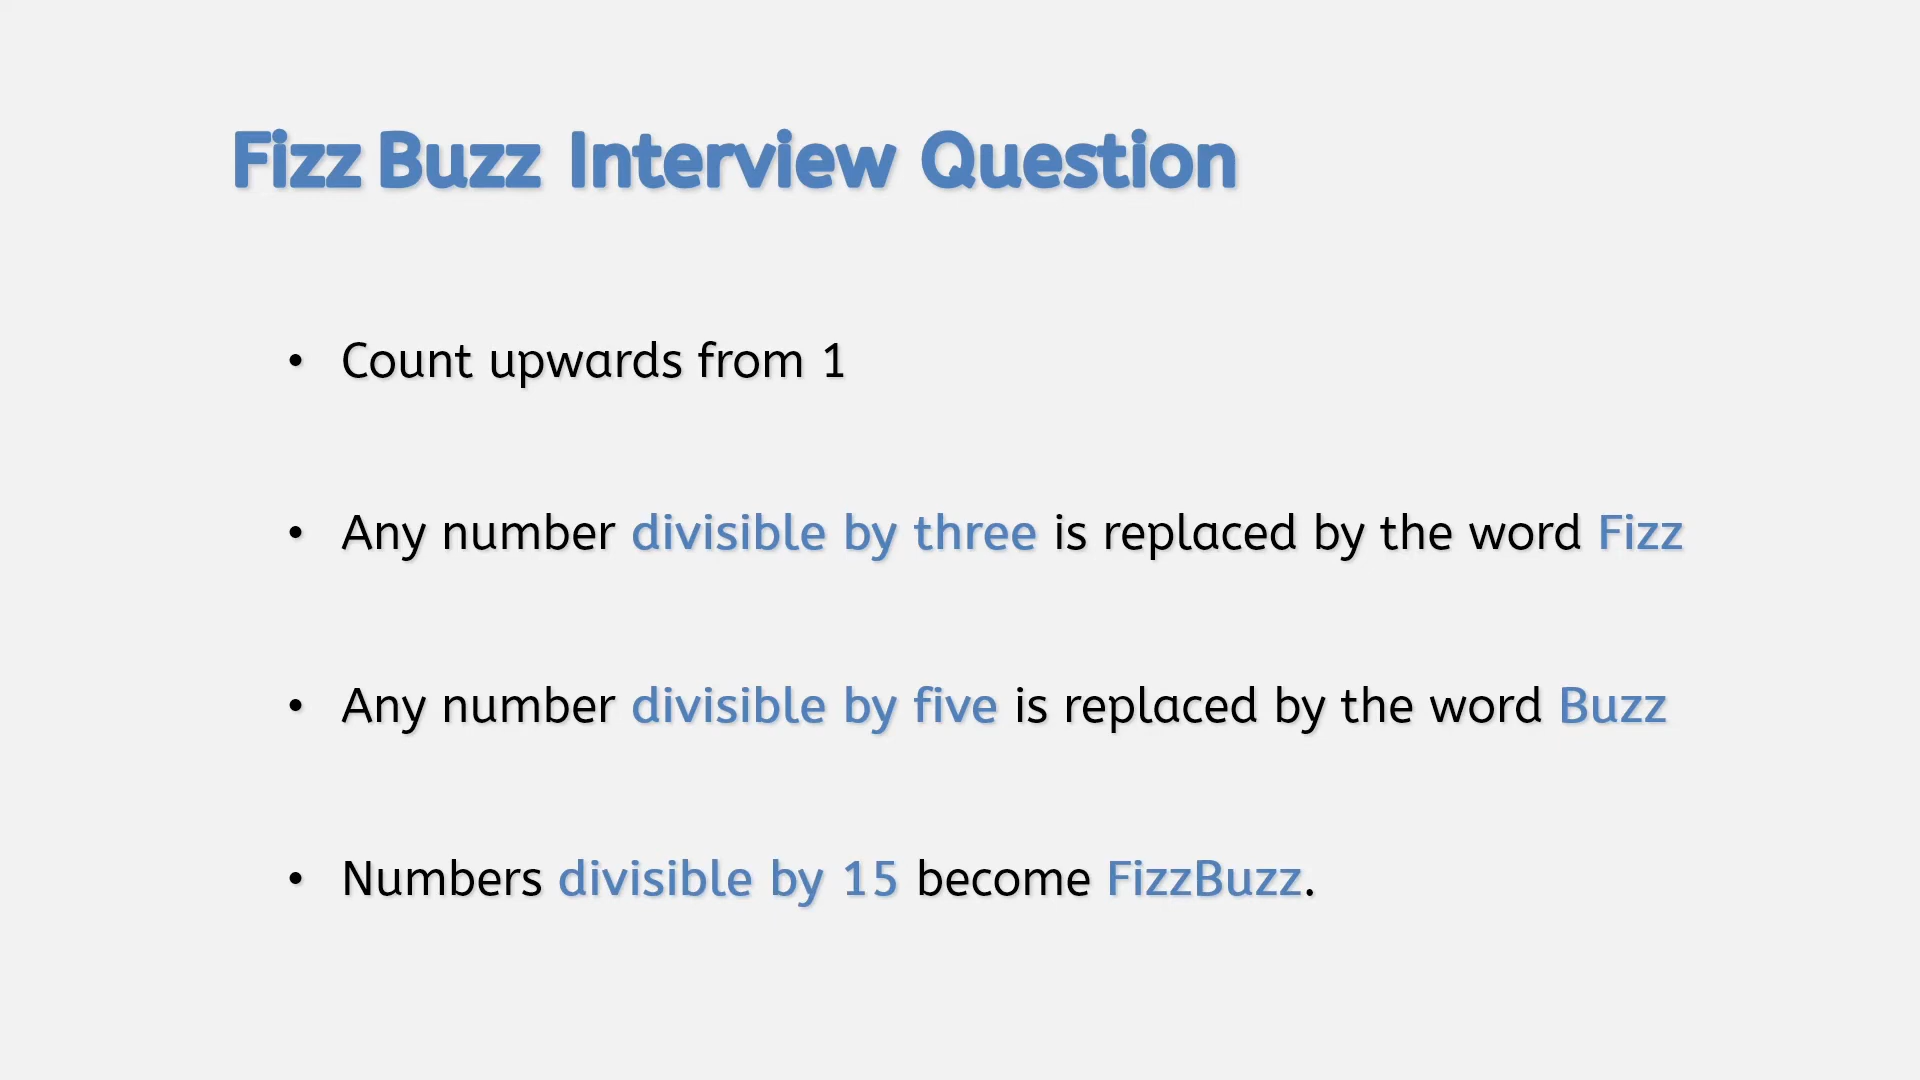 Fizz Buzz Interview Question
• Count upwards from 1
• Any number divisible by three is replaced by the word Fizz
• Any number divisible by five is replaced by the word Buzz
• Numbers divisible by 15 become FizzBuzz.